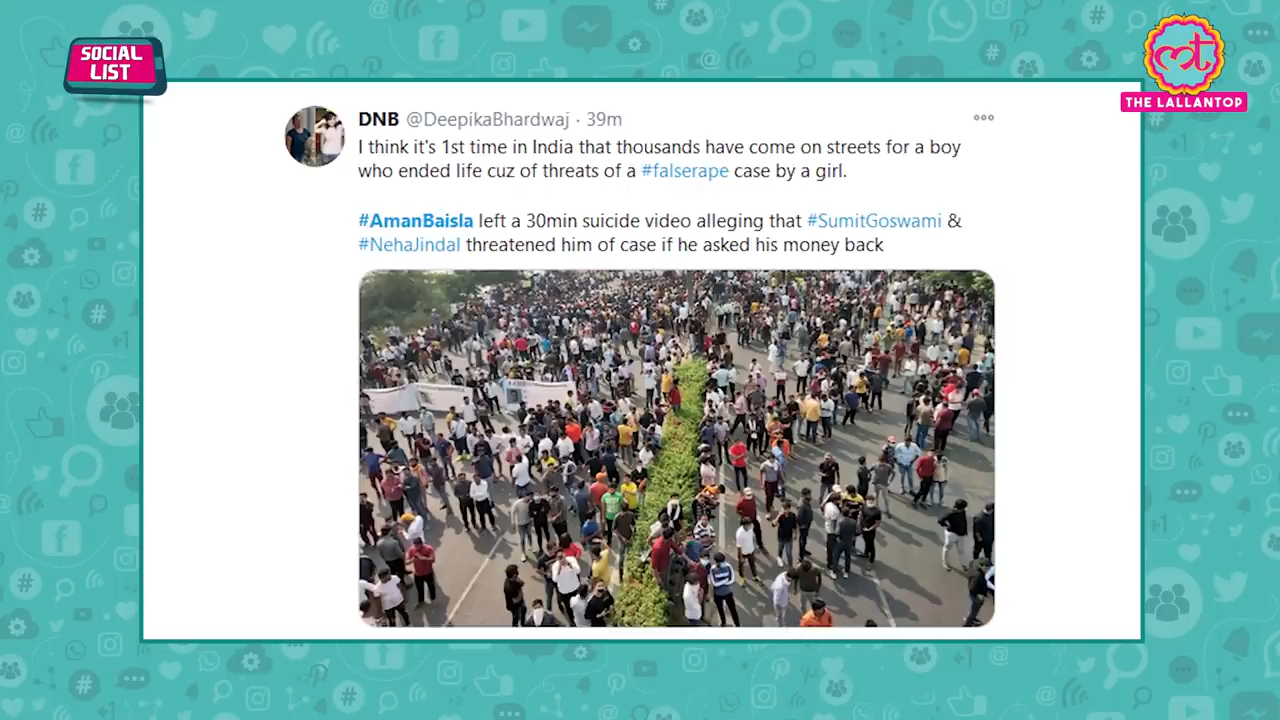 SOCIAL
LIST
मत
THE LALLANTOP
DNB @DeepikaBhardwaj · 39m
I think it's 1st time in India that thousands have come on streets for a boy
who ended life cuz of threats of a #falserape case by a girl.
#AmanBaisla left a 30min suicide video alleging that #SumitGoswami &
#NehaJindal threatened him of case if he asked his money back